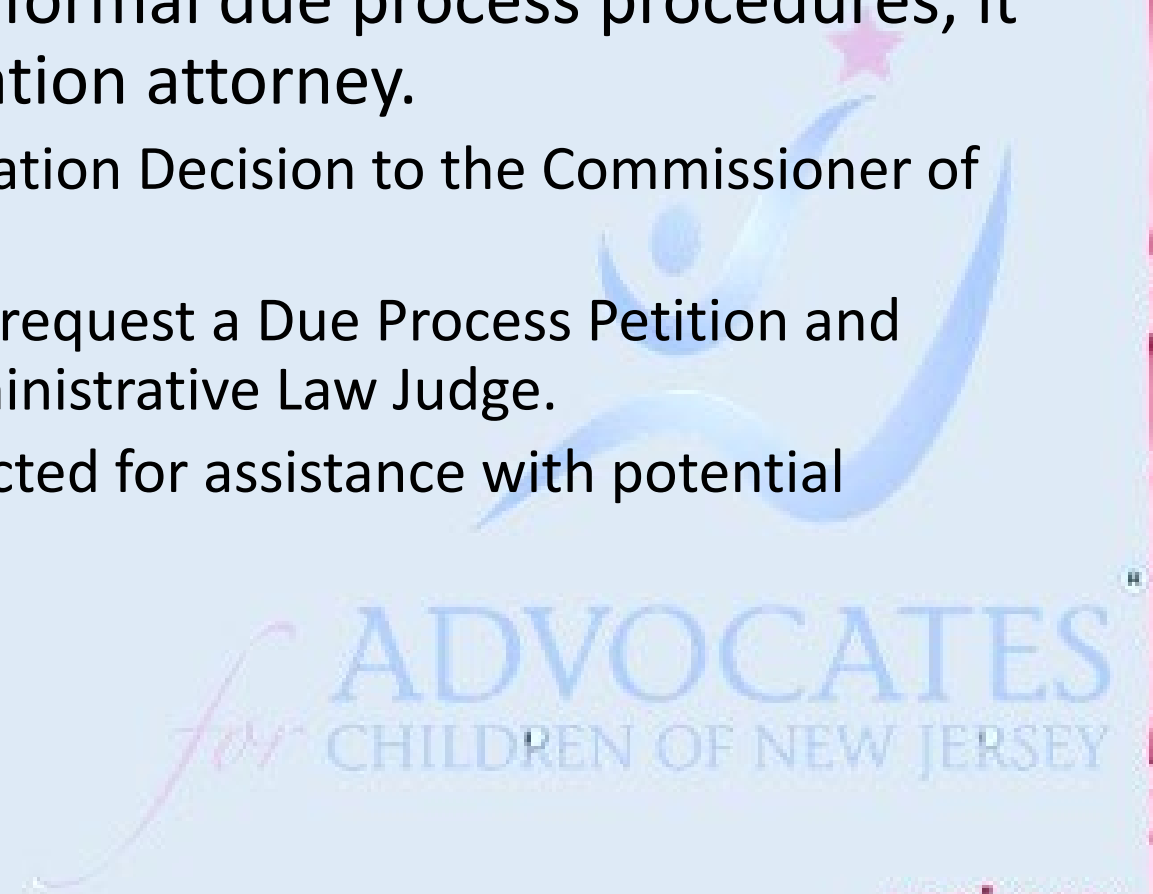 formal due process procedures, it
ation attorney.
ation Decision to the Commissioner of
request a Due Process Petition and
inistrative Law Judge.
cted for assistance with potential
ADVOCATES
for CHILDREN OF NEW JERSEY